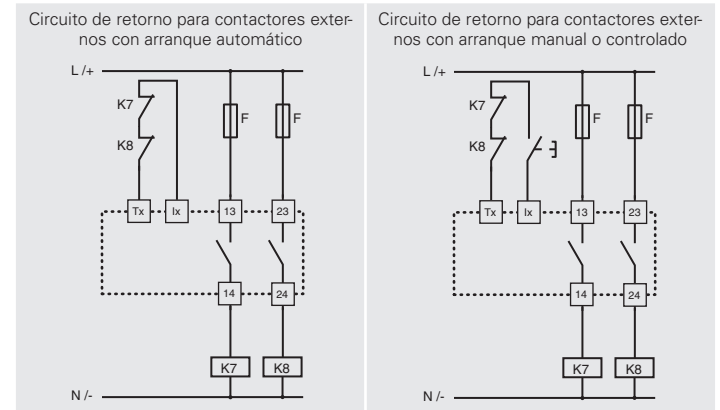 Circuito de retorno para contactores exter-
nos con arranque automático
L /+
K7
K8
F
F
Tx
Ix
13
23
14
24
K7
K8
N /-
Circuito de retorno para contactores exter-
nos con arranque manual o controlado
L /+
K7
K8
F
F
Tx
Ix
13
23
14
24
K7
K8
N /-